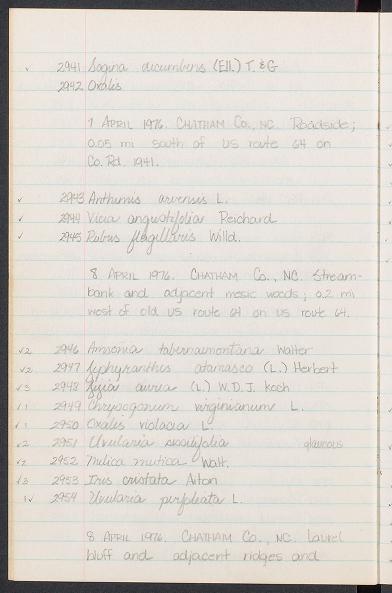 ✓ 2941 Sagina decumbens (Ell.) T. & G
2942 Oxalis
7 APRIL 1976. CHATHAM Co., NC. Roadside;
0.05 mi south of US route 64 on
Co. Rd. 1941.
✓ 2943 Anthemis arvensis L.
✓ 2944 Vicia angustifolia Reichard
✓ 2945 Rubus flagellaris Willd.
8 APRIL 1976. CHATHAM Co., NC. Stream-
bank and adjacent mesic woods; 0.2 mi
west of old US route 64 on US route 64.
✓2 2946 Amsonia tabernaemontana Walter
✓2 2947 Zephyranthes atamasco (L.) Herbert
✓3 2948 Zizia aurea (L.) W.D.J. Koch
✓1 2949 Chrysogonum virginianum L.
✓1 2950 Oxalis violacea L.
✓2 2951 Uvularia sessilifolia glaucous
✓2 2952 Melica mutica Walt.
✓3 2953 Iris cristata Aiton
1✓ 2954 Uvularia perfoliata L.
8 APRIL 1976. CHATHAM Co., NC. Laurel
bluff and adjacent ridges and